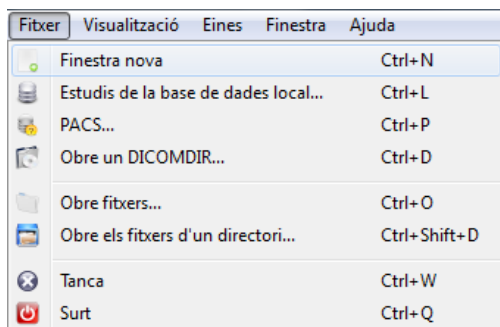 Fitxer Visualització Eines Finestra Ajuda
Finestra nova Ctrl+N
Estudis de la base de dades local... Ctrl+L
PACS... Ctrl+P
Obre un DICOMDIR... Ctrl+D
Obre fitxers... Ctrl+O
Obre els fitxers d'un directori... Ctrl+Shift+D
Tanca Ctrl+W
Surt Ctrl+Q